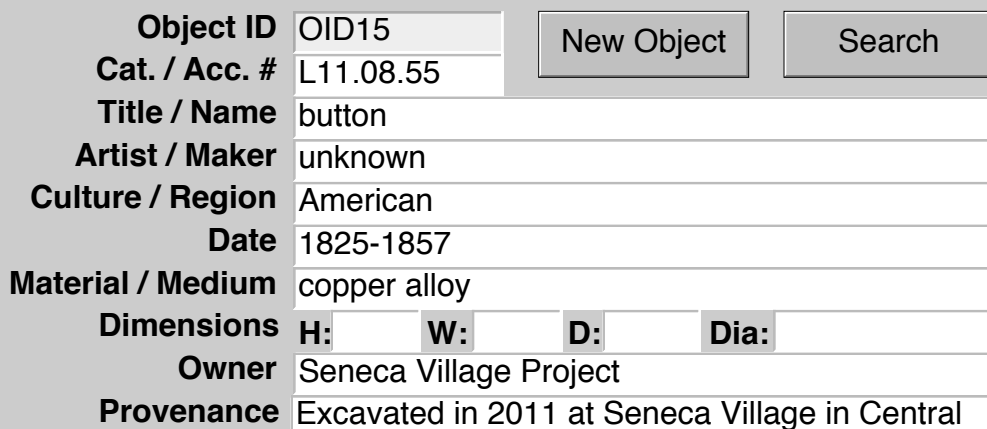 Object ID OID15 New Object Search
Cat. / Acc. # L11.08.55
Title / Name button
Artist / Maker unknown
Culture / Region American
Date 1825-1857
Material / Medium copper alloy
Dimensions H: W: D: Dia:
Owner Seneca Village Project
Provenance Excavated in 2011 at Seneca Village in Central